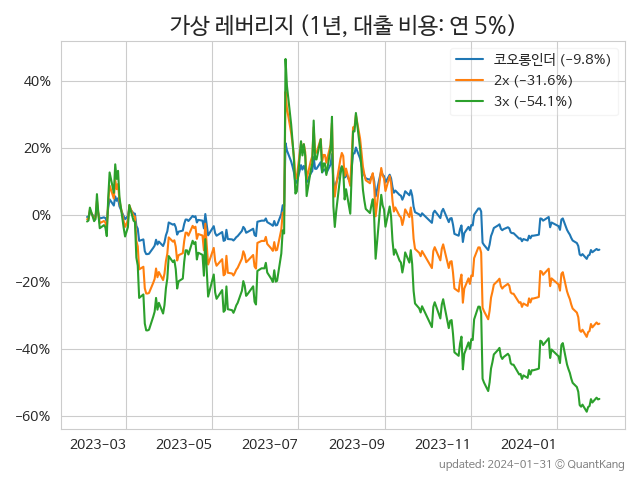 가상 레버리지 (1년, 대출 비용: 연 5%)
코오롱인더 (−9.8%)
2x (−31.6%)
3x (−54.1%)
40%
20%
0%
−20%
−40%
−60%
2023-03 2023-05 2023-07 2023-09 2023-11 2024-01
updated: 2024-01-31 © QuantKang